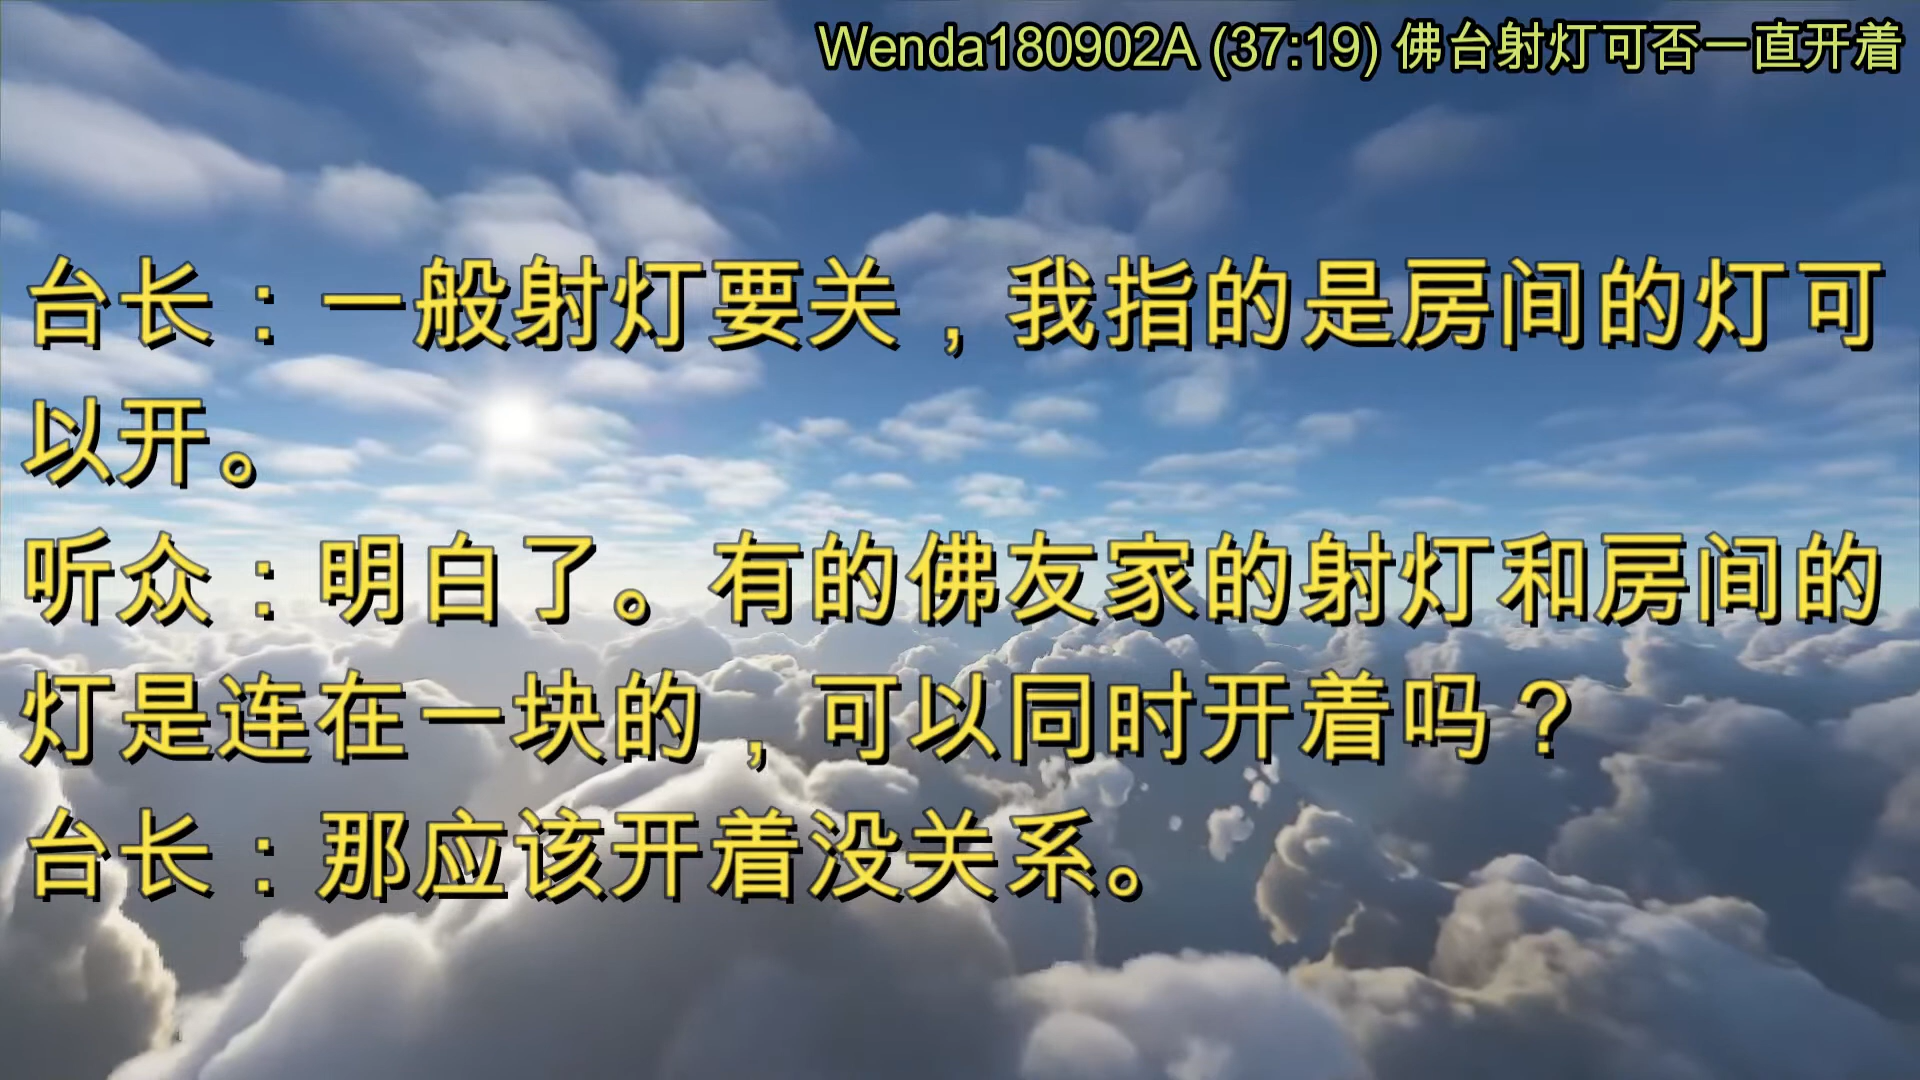 Wenda180902A (37:19) 佛台射灯可否一直开着
台长：一般射灯要关，我指的是房间的灯可
以开。
听众：明白了。有的佛友家的射灯和房间的
灯是连在一块的，可以同时开着吗？
台长：那应该开着没关系。